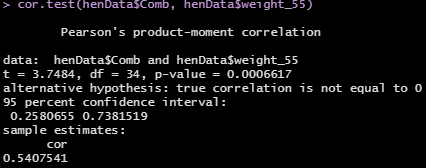 > cor.test(henData$Comb, henData$weight_55)
Pearson's product-moment correlation
data:  henData$Comb and henData$weight_55
t = 3.7484, df = 34, p-value = 0.0006617
alternative hypothesis: true correlation is not equal to 0
95 percent confidence interval:
 0.2580655 0.7381519
sample estimates:
      cor
0.5407541